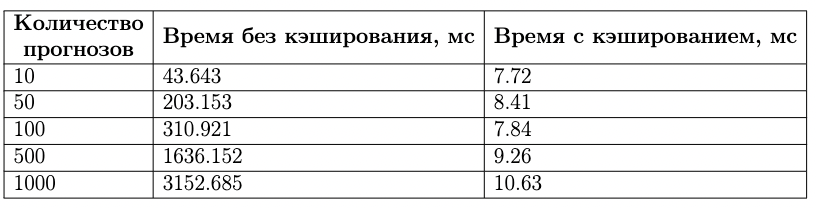 Количество прогнозов Время без кэширования, мс Время с кэшированием, мс
10 43.643 7.72
50 203.153 8.41
100 310.921 7.84
500 1636.152 9.26
1000 3152.685 10.63